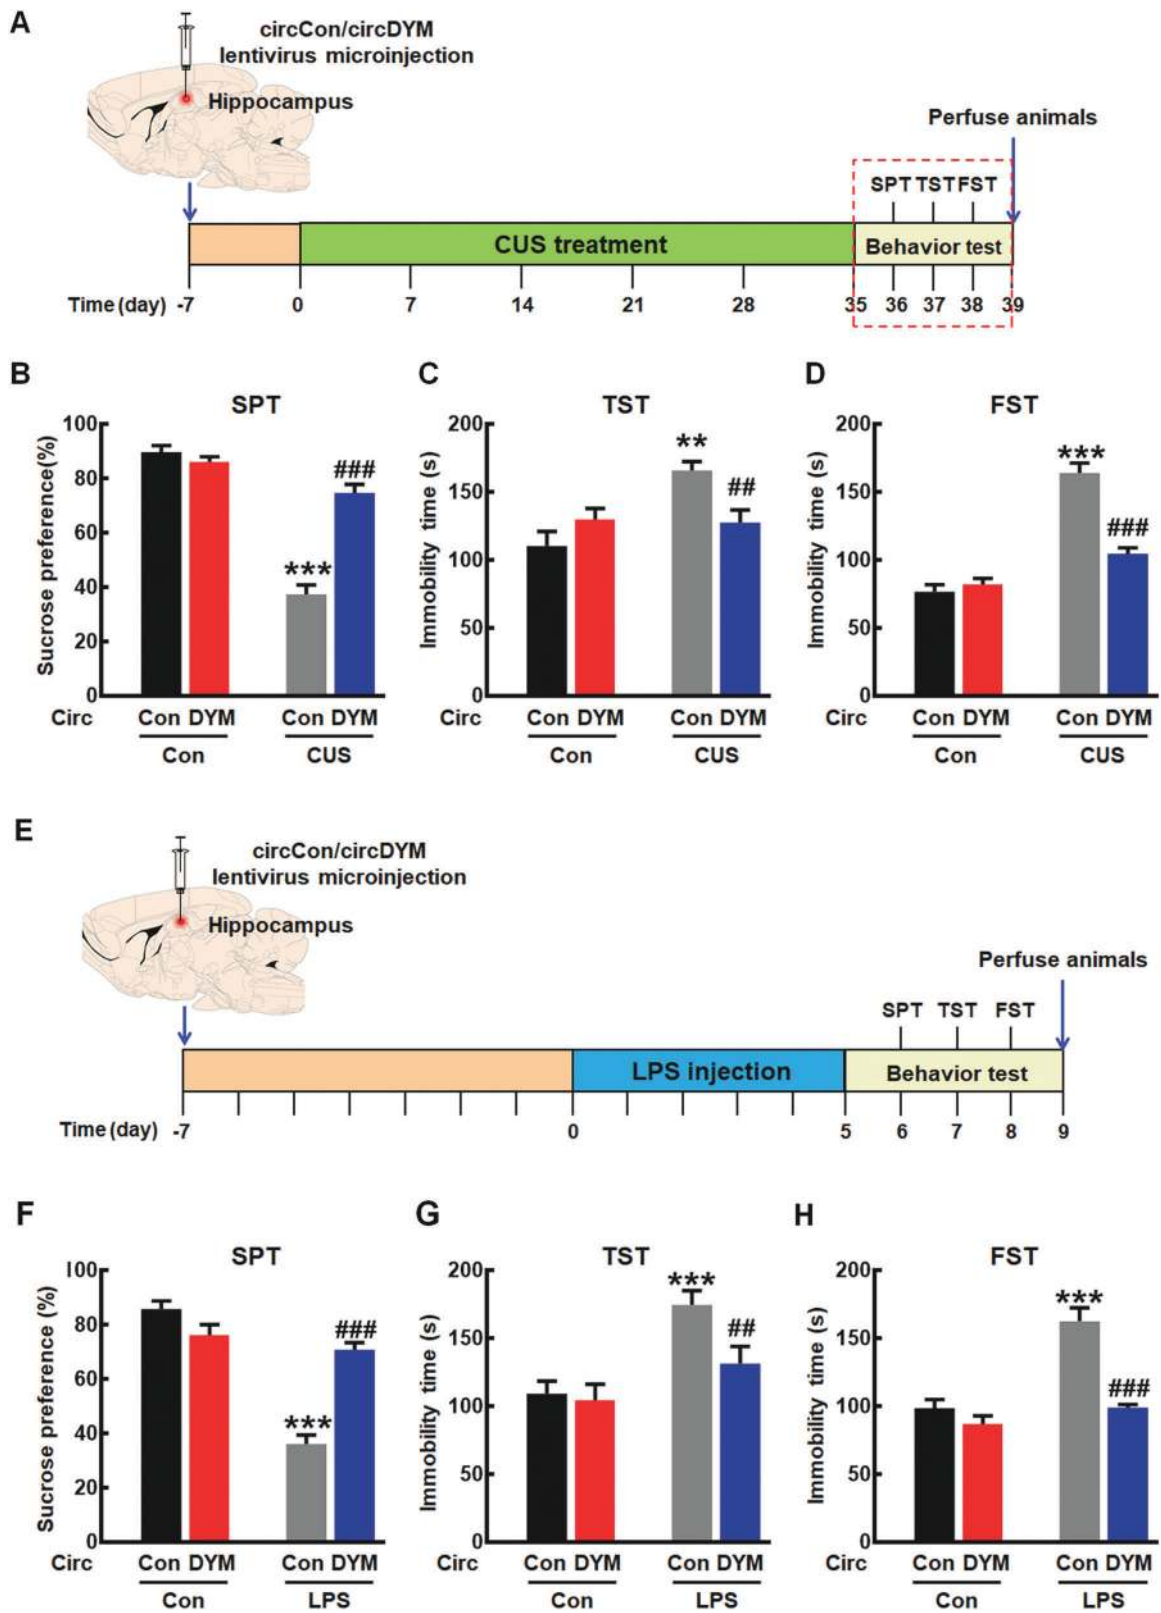 A
circCon/circDYM
lentivirus microinjection
Hippocampus
Perfuse animals
SPT TST FST
CUS treatment
Behavior test
Time (day) -7 0 7 14 21 28 35 36 37 38 39
B
SPT
Sucrose preference(%)
100
80
60
40
20
0
***
###
Circ Con DYM Con DYM
Con CUS
C
TST
Immobility time (s)
200
150
100
50
0
**
##
Circ Con DYM Con DYM
Con CUS
D
FST
Immobility time (s)
200
150
100
50
0
***
###
Circ Con DYM Con DYM
Con CUS
E
circCon/circDYM
lentivirus microinjection
Hippocampus
Perfuse animals
SPT TST FST
LPS injection
Behavior test
Time (day) -7 0 5 6 7 8 9
F
SPT
Sucrose preference (%)
100
80
60
40
20
0
***
###
Circ Con DYM Con DYM
Con LPS
G
TST
Immobility time (s)
200
150
100
50
0
***
##
Circ Con DYM Con DYM
Con LPS
H
FST
Immobility time (s)
200
150
100
50
0
***
###
Circ Con DYM Con DYM
Con LPS